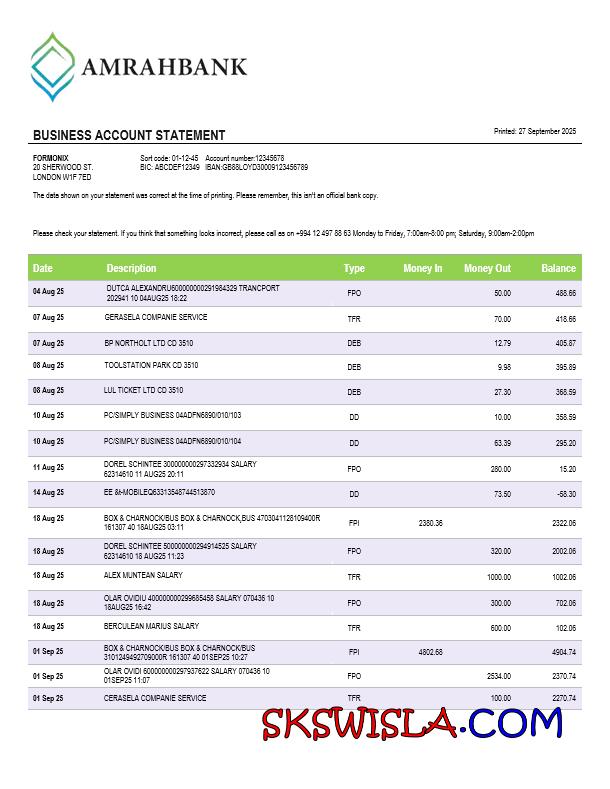 AMRAHBANK
BUSINESS ACCOUNT STATEMENT
Printed: 27 September 2025
FORMONIX
20 SHERWOOD ST.
LONDON W1F 7ED
Sort code: 01-12-45 Account number:12345678
BIC: ABCDEF12349 IBAN:GB88LOYD30009123456789
The data shown on your statement was correct at the time of printing. Please remember, this isn't an official bank copy.
Please check your statement. If you think that something looks incorrect, please call as on +994 12 497 88 63 Monday to Friday, 7:00am-8:00 pm; Saturday, 9:00am-2:00pm
Date Description Type Money In Money Out Balance
04 Aug 25 DUTCA ALEXANDRU600000000291984329 TRANCPORT
202941 10 04AUG25 18:22 FPO 50.00 488.66
07 Aug 25 GERASELA COMPANIE SERVICE TFR 70.00 418.66
07 Aug 25 BP NORTHOLT LTD CD 3510 DEB 12.79 405.87
08 Aug 25 TOOLSTATION PARK CD 3510 DEB 9.98 395.89
08 Aug 25 LUL TICKET LTD CD 3510 DEB 27.30 368.59
10 Aug 25 PC/SIMPLY BUSINESS 04ADFN6890/010/103 DD 10.00 358.59
10 Aug 25 PC/SIMPLY BUSINESS 04ADFN6890/010/104 DD 63.39 295.20
11 Aug 25 DOREL SCHINTEE 300000000297332934 SALARY
62314610 11 AUG25 20:11 FPO 280.00 15.20
14 Aug 25 EE &t-MOBILEQ63313548744513870 DD 73.50 -58.30
18 Aug 25 BOX & CHARNOCK/BUS BOX & CHARNOCK,BUS 4703041128109400R
161307 40 18AUG25 03:11 FPI 2380.36 2322.06
18 Aug 25 DOREL SCHINTEE 500000000294914525 SALARY
62314610 18 AUG25 11:23 FPO 320.00 2002.06
18 Aug 25 ALEX MUNTEAN SALARY TFR 1000.00 1002.06
18 Aug 25 OLAR OVIDIU 400000000299685458 SALARY 070436 10
18AUG25 16:42 FPO 300.00 702.06
18 Aug 25 BERCULEAN MARIUS SALARY TFR 600.00 102.06
01 Sep 25 BOX & CHARNOCK/BUS BOX & CHARNOCK/BUS
3101249492709000R 161307 40 01SEP25 10:27 FPI 4802.68 4904.74
01 Sep 25 OLAR OVIDI 600000000297937622 SALARY 070436 10
01SEP25 11:07 FPO 2534.00 2370.74
01 Sep 25 CERASELA COMPANIE SERVICE TFR 100.00 2270.74
SKSWISLA.COM